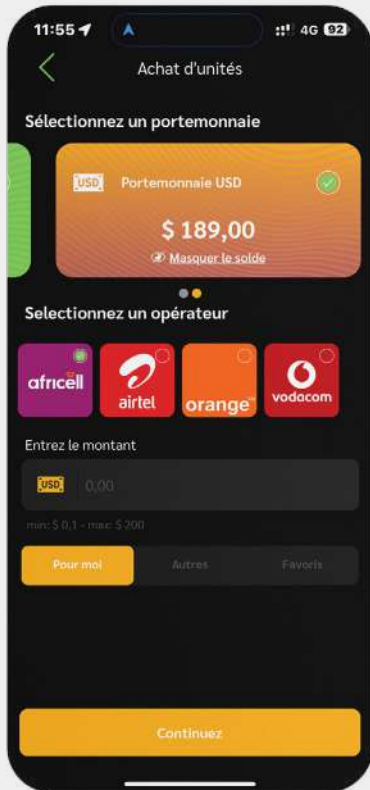 11:55 4G 92
Achat d'unités
Sélectionnez un portemonnaie
USD Portemonnaie USD
$ 189,00
Masquer le solde
Selectionnez un opérateur
africell airtel orange vodacom
Entrez le montant
USD 0,00
min: $ 0,1 - max: $ 200
Pour moi Autres Favoris
Continuez